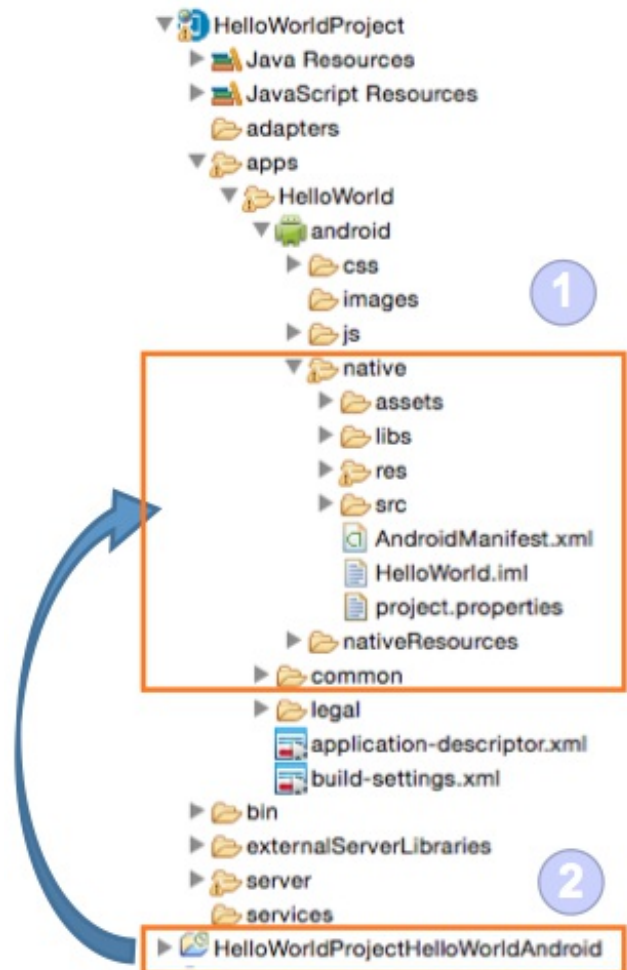 HelloWorldProject
Java Resources
JavaScript Resources
adapters
apps
HelloWorld
android
css
images
1
js
native
assets
libs
res
src
AndroidManifest.xml
HelloWorld.iml
project.properties
nativeResources
common
legal
application-descriptor.xml
build-settings.xml
bin
externalServerLibraries
server
2
services
HelloWorldProjectHelloWorldAndroid